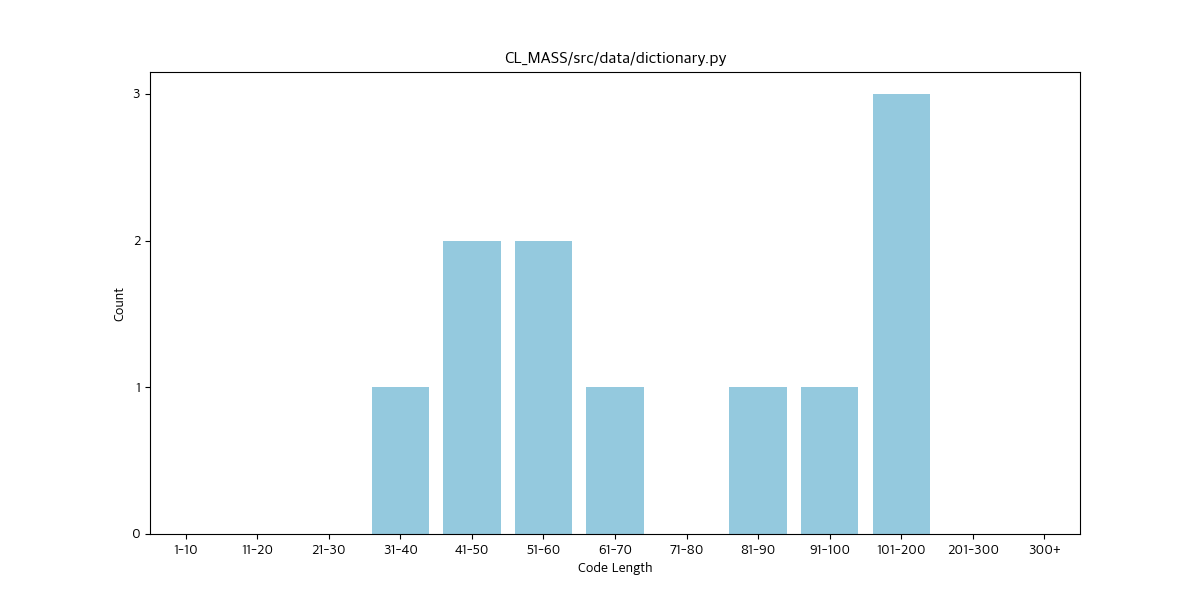 CL_MASS/src/data/dictionary.py
3
2
1
0
Count
1-10 11-20 21-30 31-40 41-50 51-60 61-70 71-80 81-90 91-100 101-200 201-300 300+
Code Length